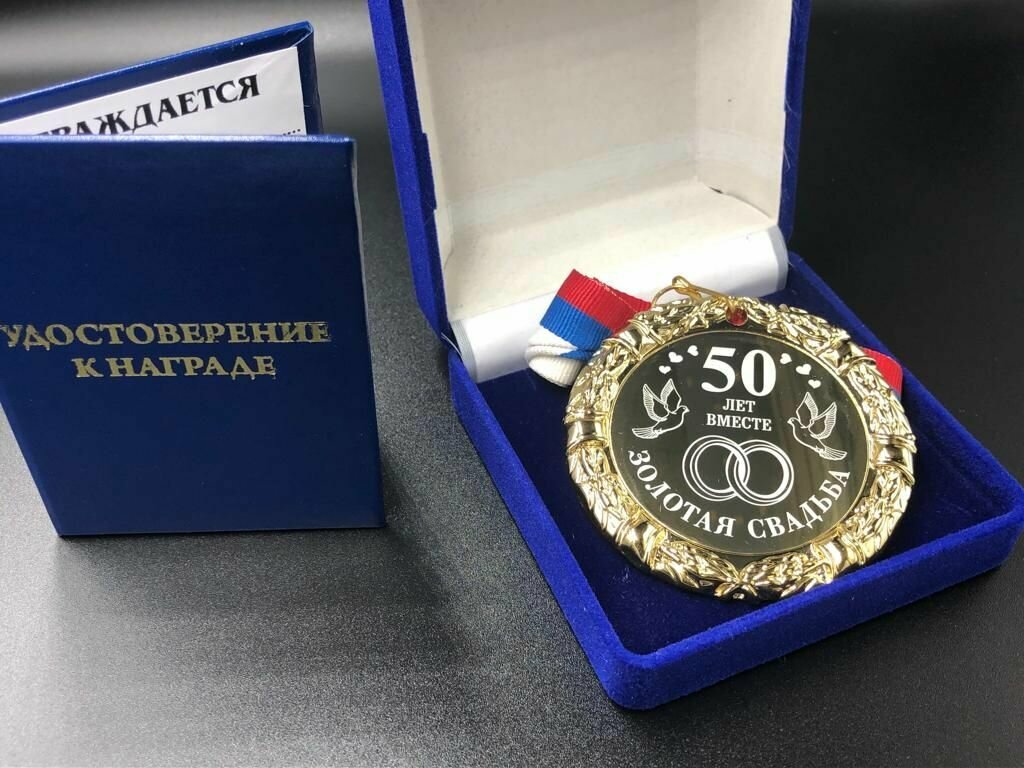 УДОСТОВЕРЕНИЕ
К НАГРАДЕ
50
ЛЕТ
ВМЕСТЕ
ЗОЛОТАЯ СВАДЬБА